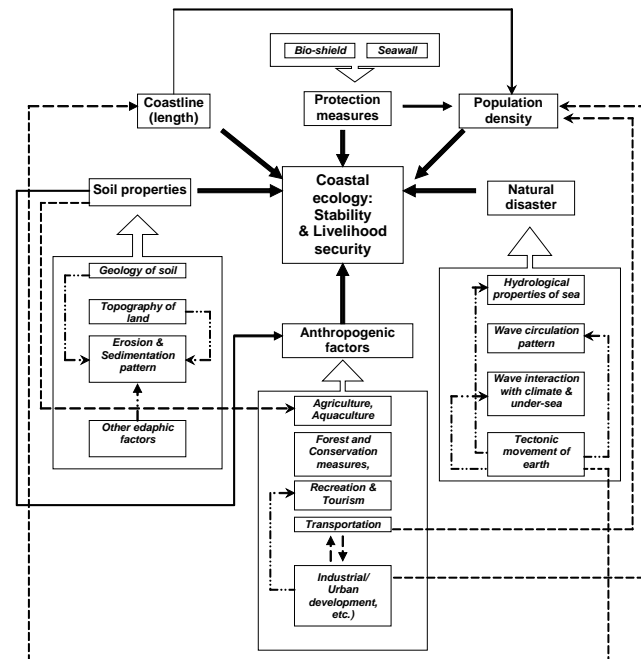 Bio-shield
Seawall
Coastline
(length)
Protection
measures
Population
density
Soil properties
Coastal
ecology:
Stability
& Livelihood
security
Natural
disaster
Geology of soil
Topography of
land
Erosion &
Sedimentation
pattern
Other edaphic
factors
Anthropogenic
factors
Agriculture,
Aquaculture
Forest and
Conservation
measures,
Recreation &
Tourism
Transportation
Industrial/
Urban
development,
etc.)
Hydrological
properties of sea
Wave circulation
pattern
Wave interaction
with climate &
under-sea
Tectonic
movement of
earth